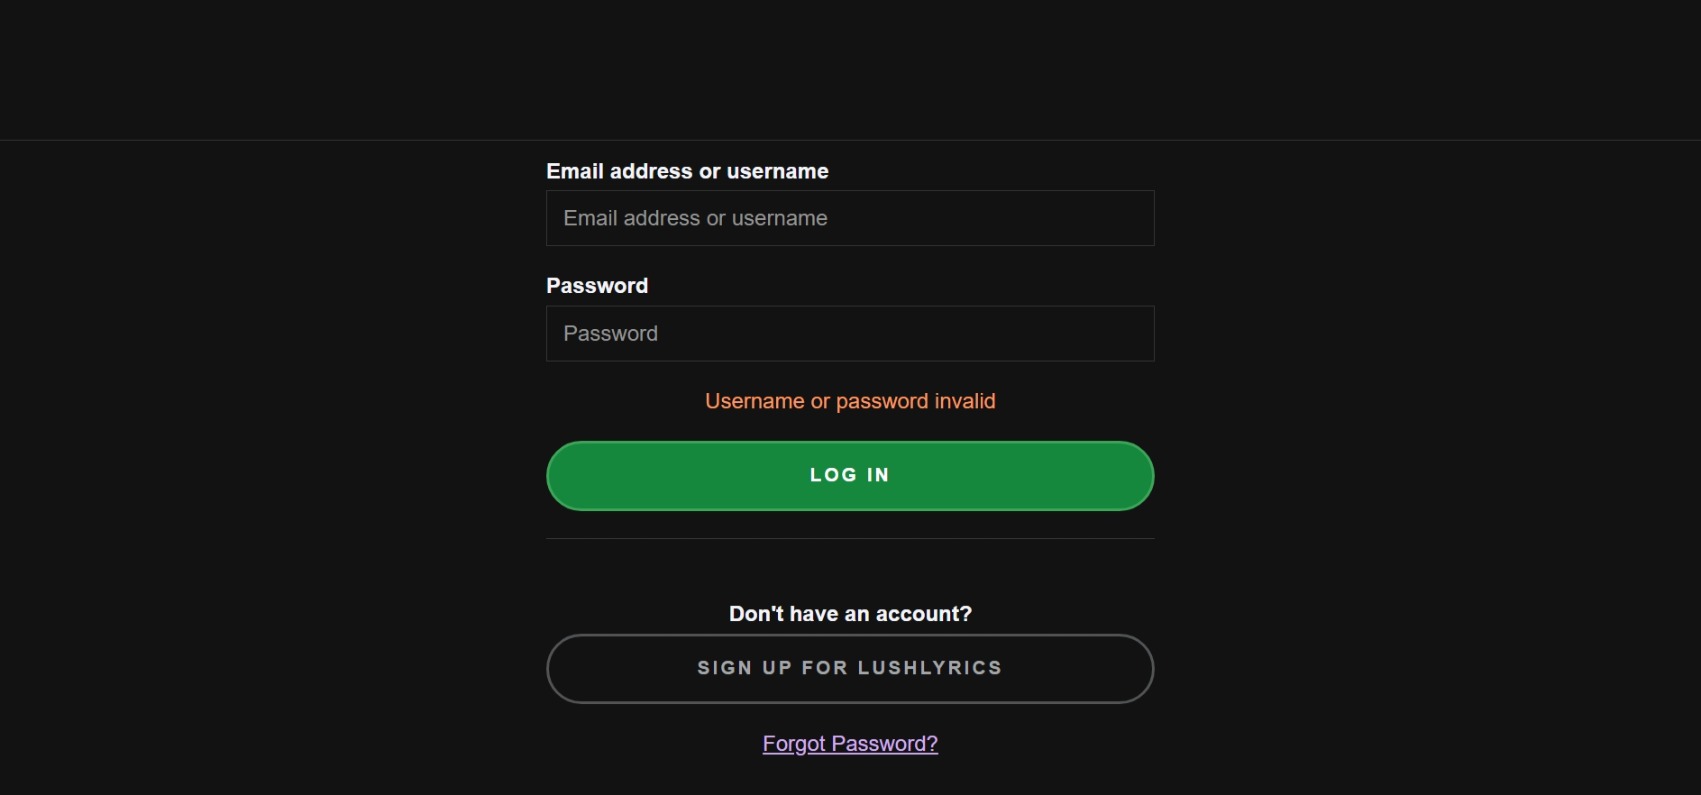 Email address or username
Email address or username
Password
Password
Username or password invalid
LOG IN
Don't have an account?
SIGN UP FOR LUSHLYRICS
Forgot Password?